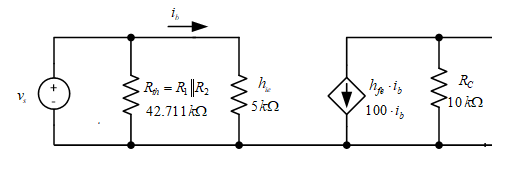 i_b
+
-
v_s
R_th = R_1 || R_2
42.711 kΩ
h_ie
5 kΩ
h_fe · i_b
100 · i_b
R_C
10 kΩ